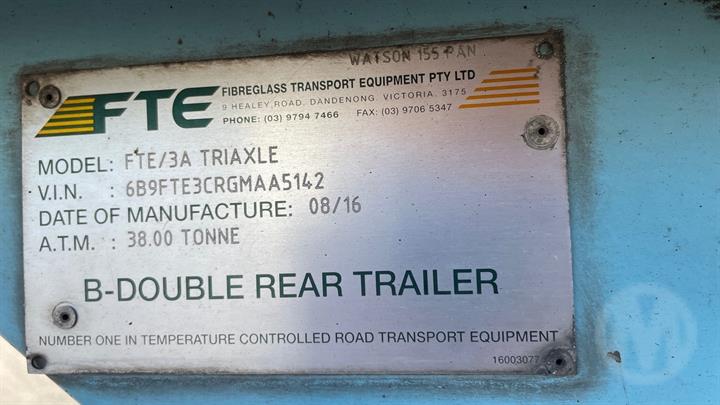 WATSON 155 PAN
FTE
FIBREGLASS TRANSPORT EQUIPMENT PTY LTD
9 HEALEY ROAD, DANDENONG, VICTORIA. 3175
PHONE: (03) 9794 7466 FAX: (03) 9706 5347
MODEL: FTE/3A TRIAXLE
V.I.N. : 6B9FTE3CRGMAA5142
DATE OF MANUFACTURE: 08/16
A.T.M. : 38.00 TONNE
B-DOUBLE REAR TRAILER
NUMBER ONE IN TEMPERATURE CONTROLLED ROAD TRANSPORT EQUIPMENT